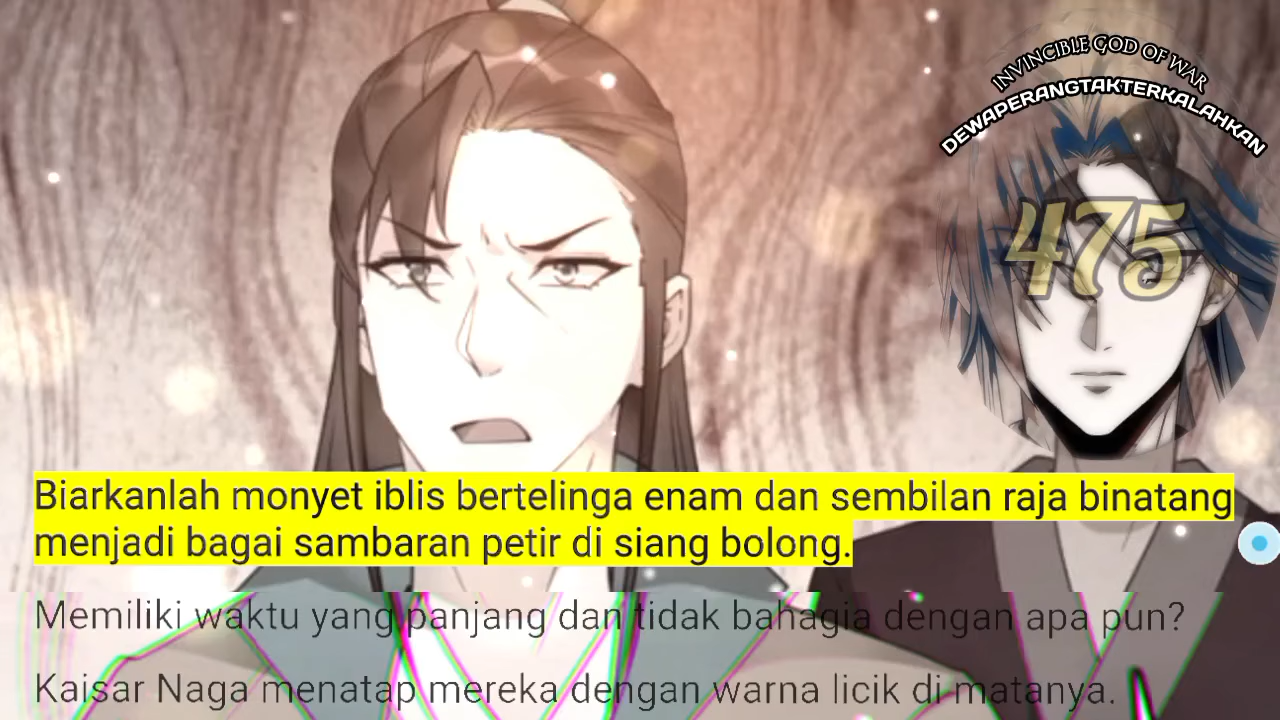 INVINCIBLE GOD OF WAR
DEWAPERANGTAKTERKALAHKAN
475
Biarkanlah monyet iblis bertelinga enam dan sembilan raja binatang
menjadi bagai sambaran petir di siang bolong.
Memiliki waktu yang panjang dan tidak bahagia dengan apa pun?
Kaisar Naga menatap mereka dengan warna licik di matanya.